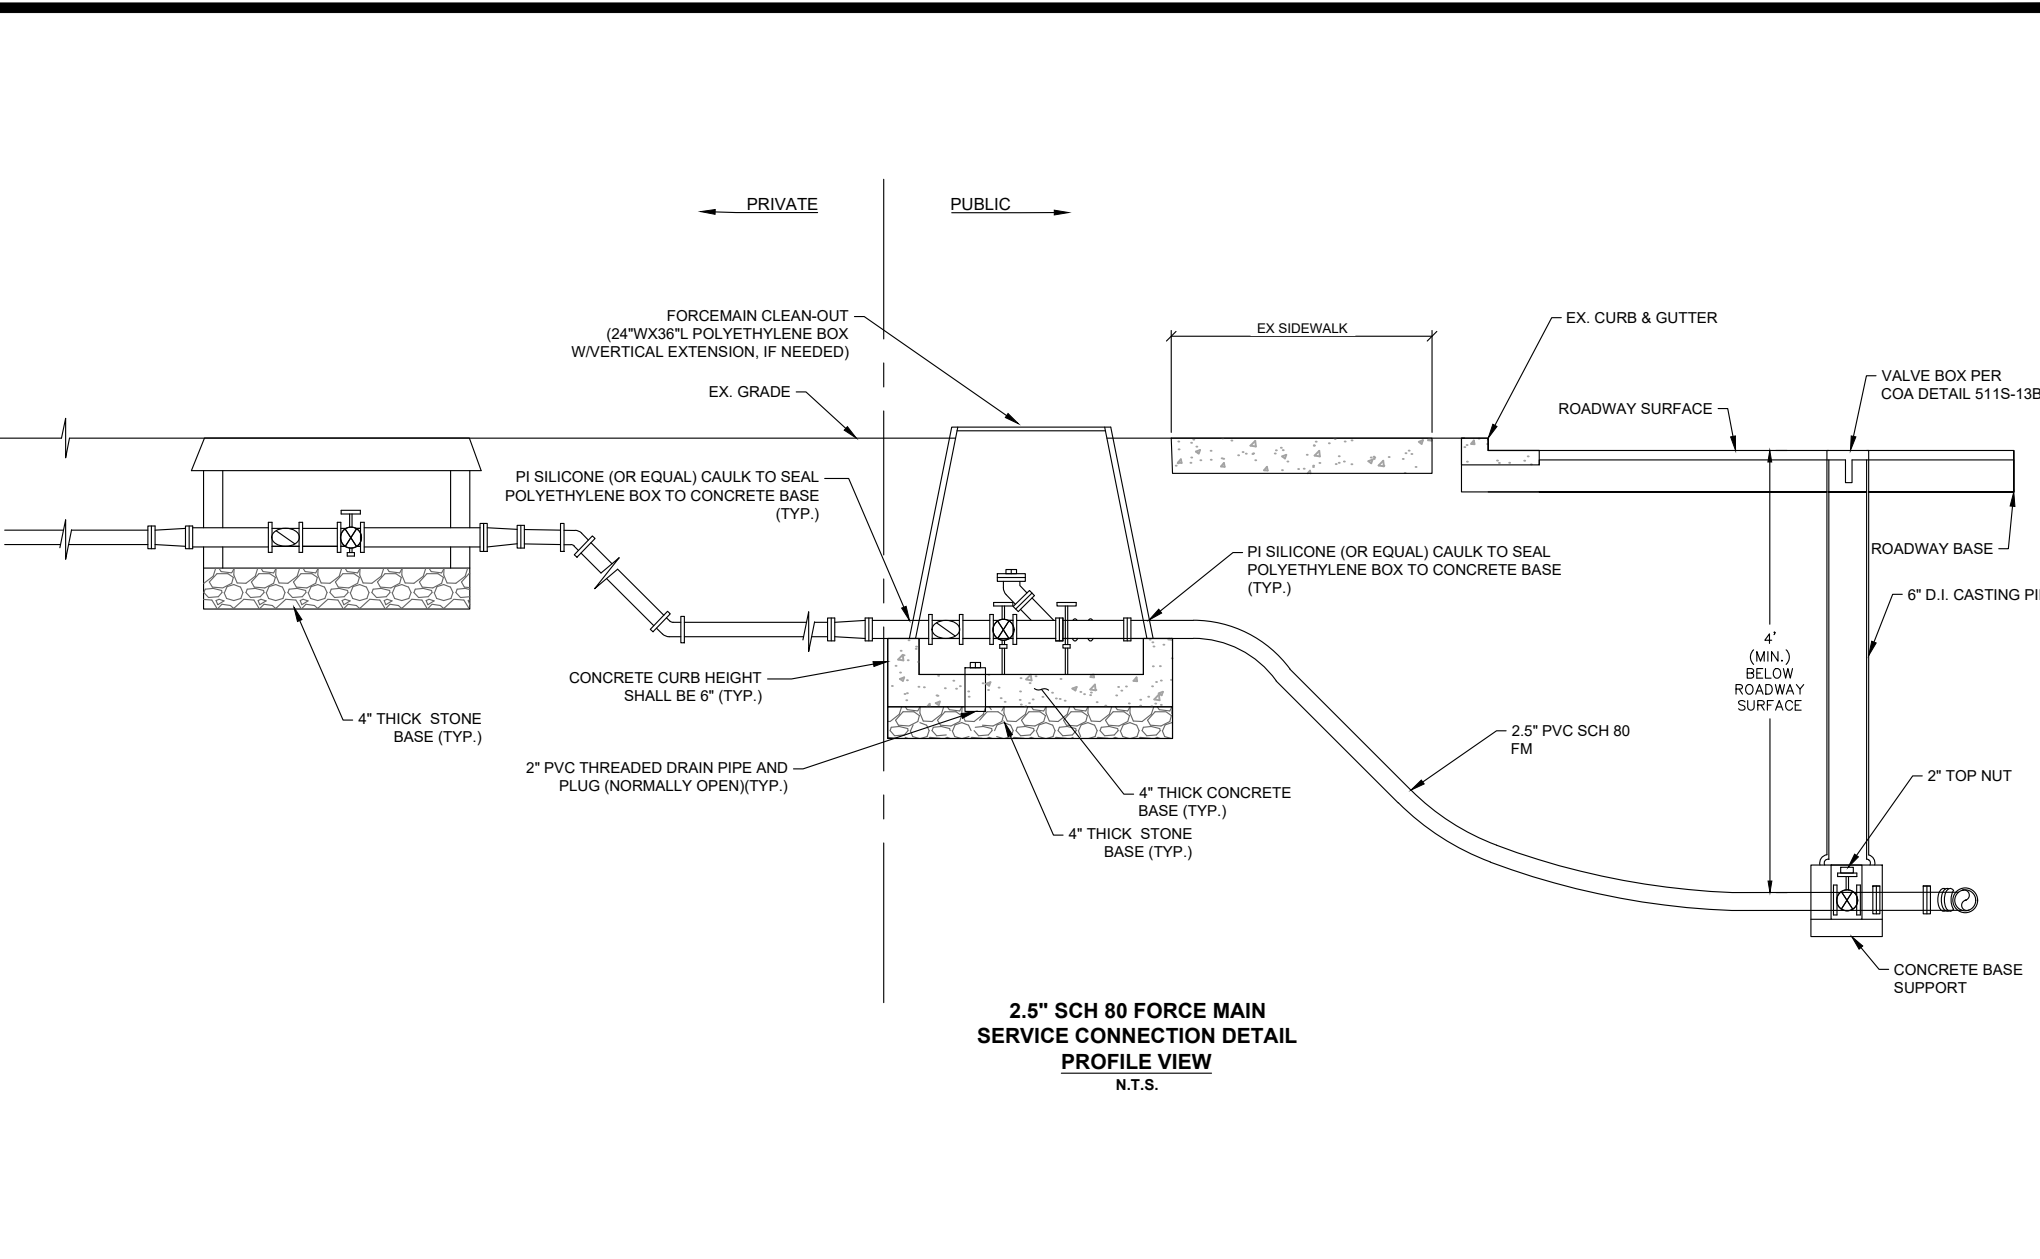 PRIVATE
PUBLIC
FORCEMAIN CLEAN-OUT
(24"WX36"L POLYETHYLENE BOX
W/VERTICAL EXTENSION, IF NEEDED)
EX. GRADE
EX SIDEWALK
EX. CURB & GUTTER
ROADWAY SURFACE
VALVE BOX PER
COA DETAIL 511S-13B
PI SILICONE (OR EQUAL) CAULK TO SEAL
POLYETHYLENE BOX TO CONCRETE BASE
(TYP.)
PI SILICONE (OR EQUAL) CAULK TO SEAL
POLYETHYLENE BOX TO CONCRETE BASE
(TYP.)
ROADWAY BASE
6" D.I. CASTING
4'
(MIN.)
BELOW
ROADWAY
SURFACE
CONCRETE CURB HEIGHT
SHALL BE 6" (TYP.)
4" THICK STONE
BASE (TYP.)
2" PVC THREADED DRAIN PIPE AND
PLUG (NORMALLY OPEN)(TYP.)
4" THICK CONCRETE
BASE (TYP.)
4" THICK STONE
BASE (TYP.)
2.5" PVC SCH 80
FM
2" TOP NUT
CONCRETE BASE
SUPPORT
2.5" SCH 80 FORCE MAIN
SERVICE CONNECTION DETAIL
PROFILE VIEW
N.T.S.